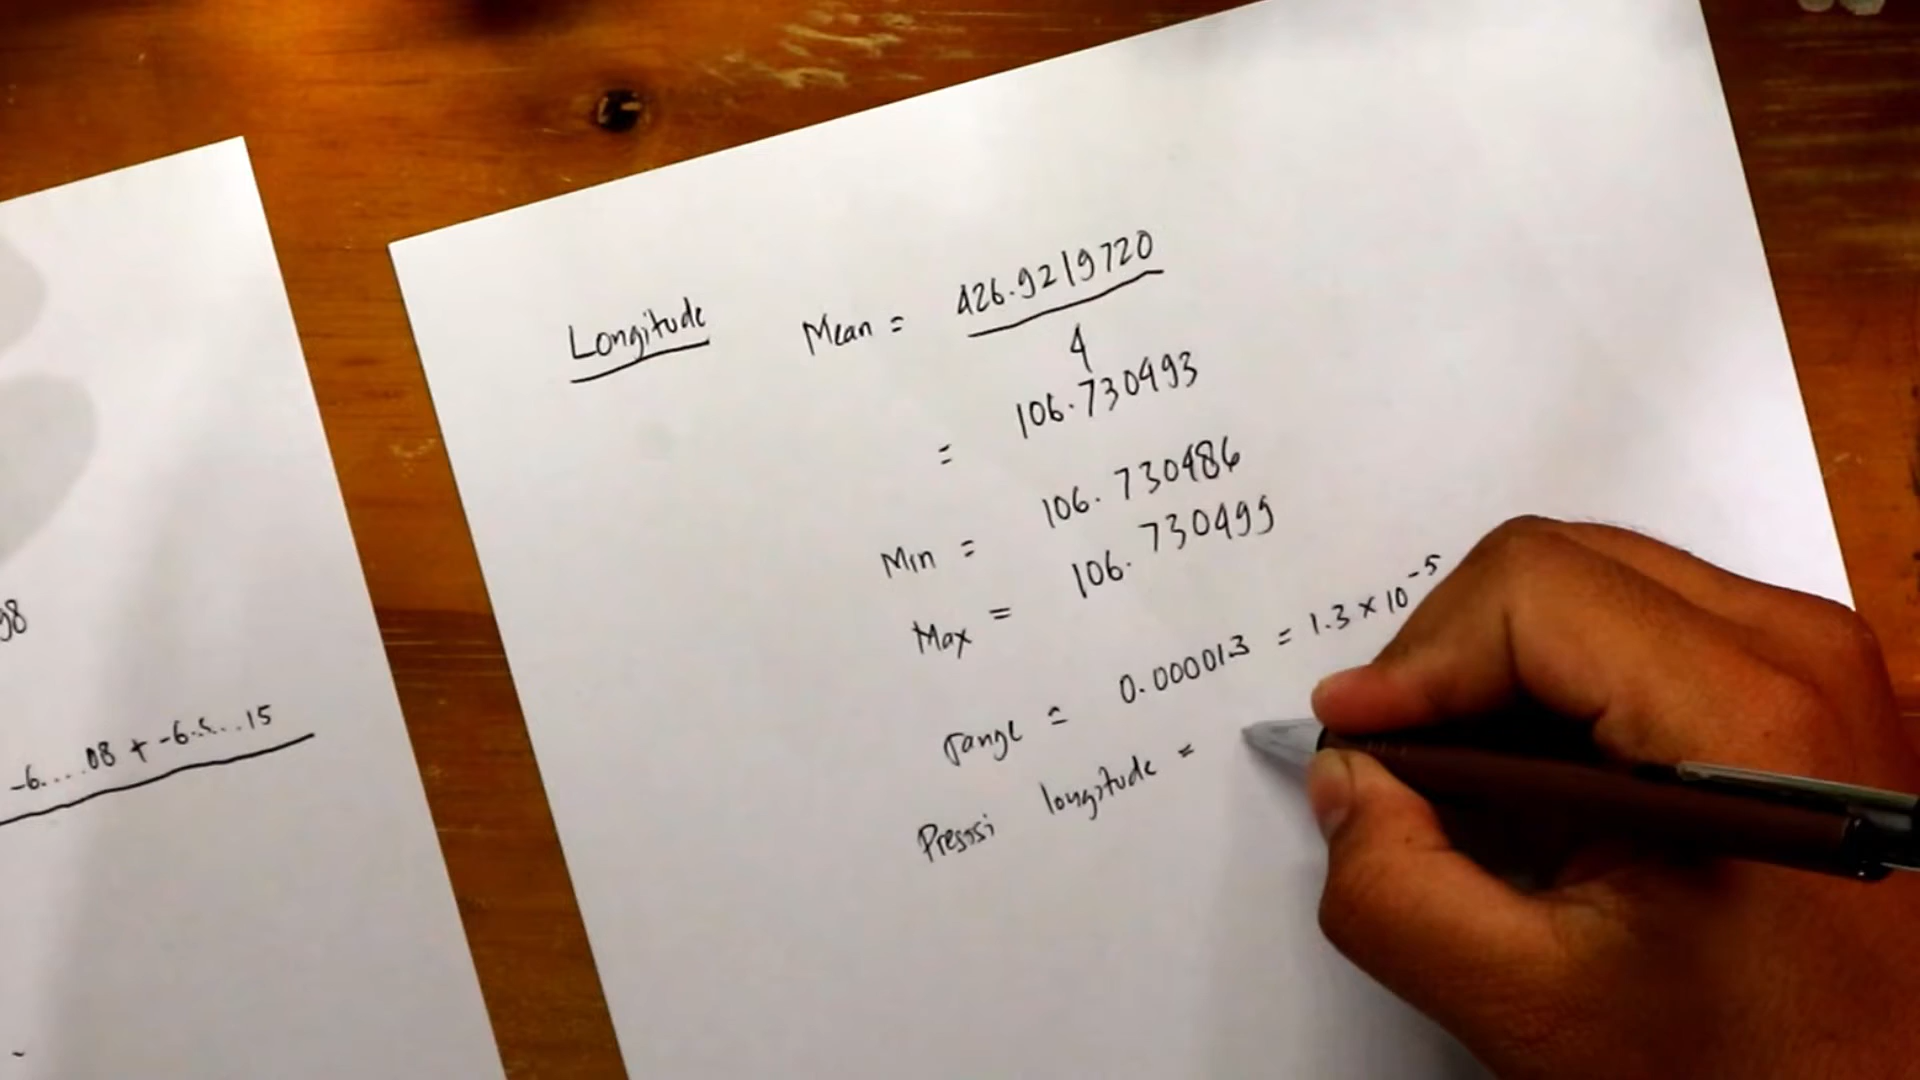 Longitude Mean = 426.9219720
4
= 106.730493
Min = 106.730486
Max = 106.730499
range = 0.000013 = 1.3 x 10-5
Presisi longitude =
98
-6....08 + -6.5...15